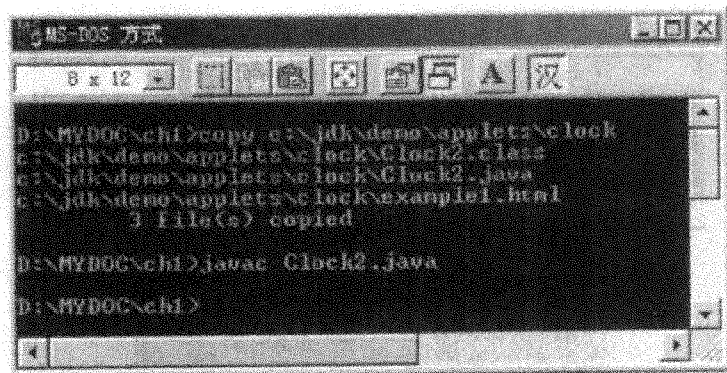 MS-DOS 方式
8 x 12
A 汉
D:\MYDOC\ch1>copy c:\jdk\demo\applets\clock
c:\jdk\demo\applets\clock\Clock2.class
c:\jdk\demo\applets\clock\Clock2.java
c:\jdk\demo\applets\clock\example1.html
3 file(s) copied
D:\MYDOC\ch1>javac Clock2.java
D:\MYDOC\ch1>